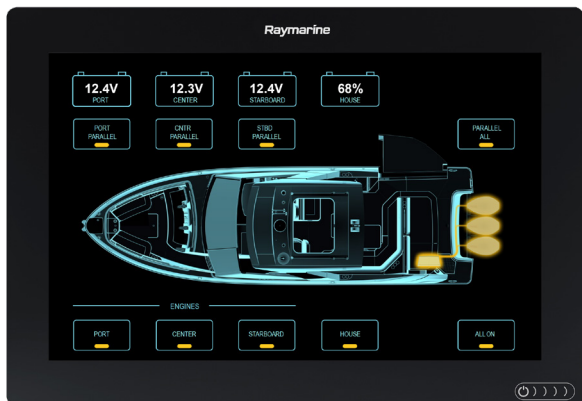 Raymarine
12.4V
PORT
12.3V
CENTER
12.4V
STARBOARD
68%
HOUSE
PORT
PARALLEL
CNTR
PARALLEL
STBD
PARALLEL
PARALLEL
ALL
ENGINES
PORT
CENTER
STARBOARD
HOUSE
ALL ON